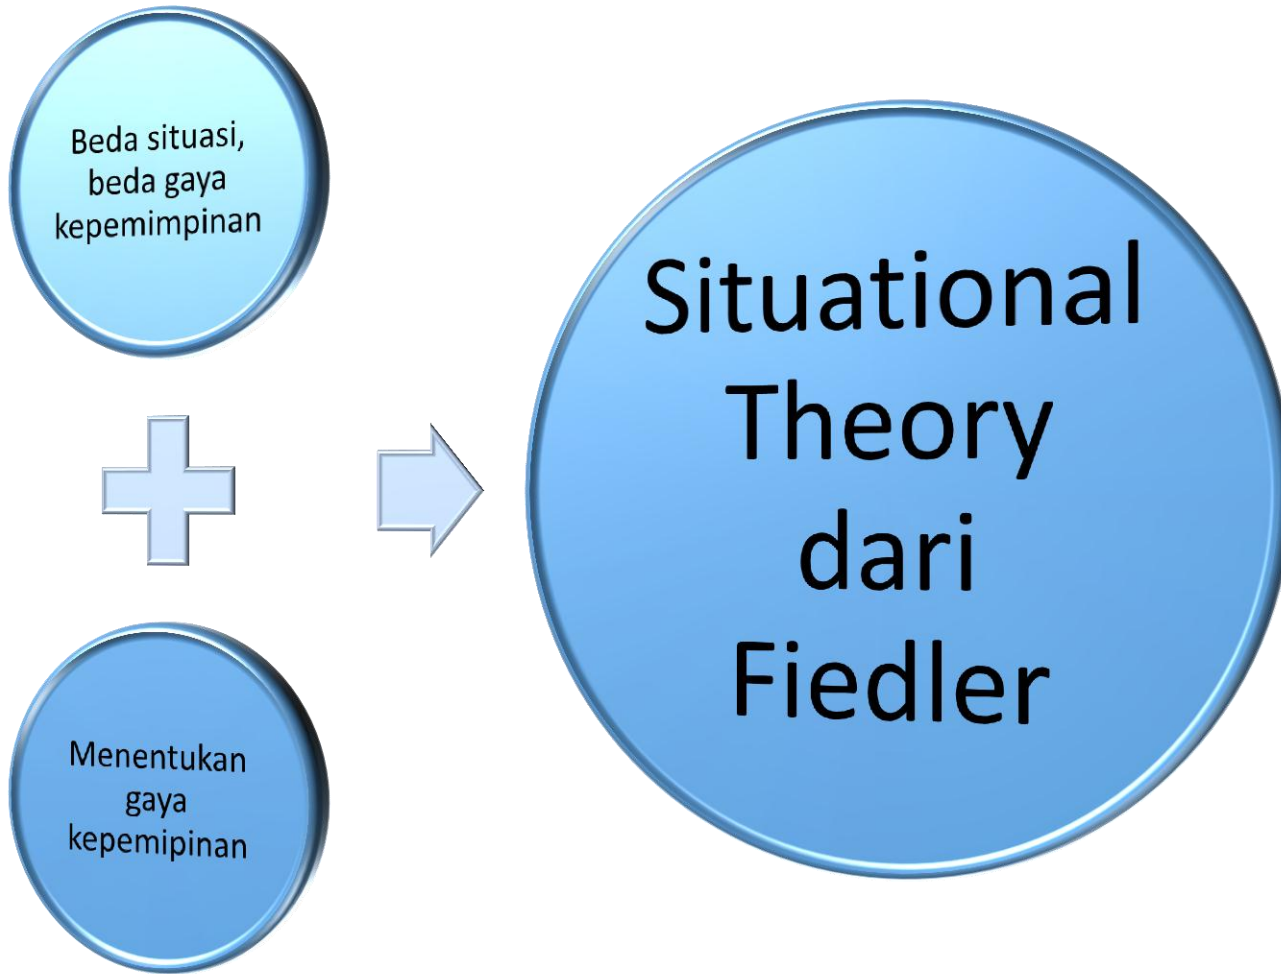 Beda situasi,
beda gaya
kepemimpinan
Menentukan
gaya
kepemipinan
Situational
Theory
dari
Fiedler